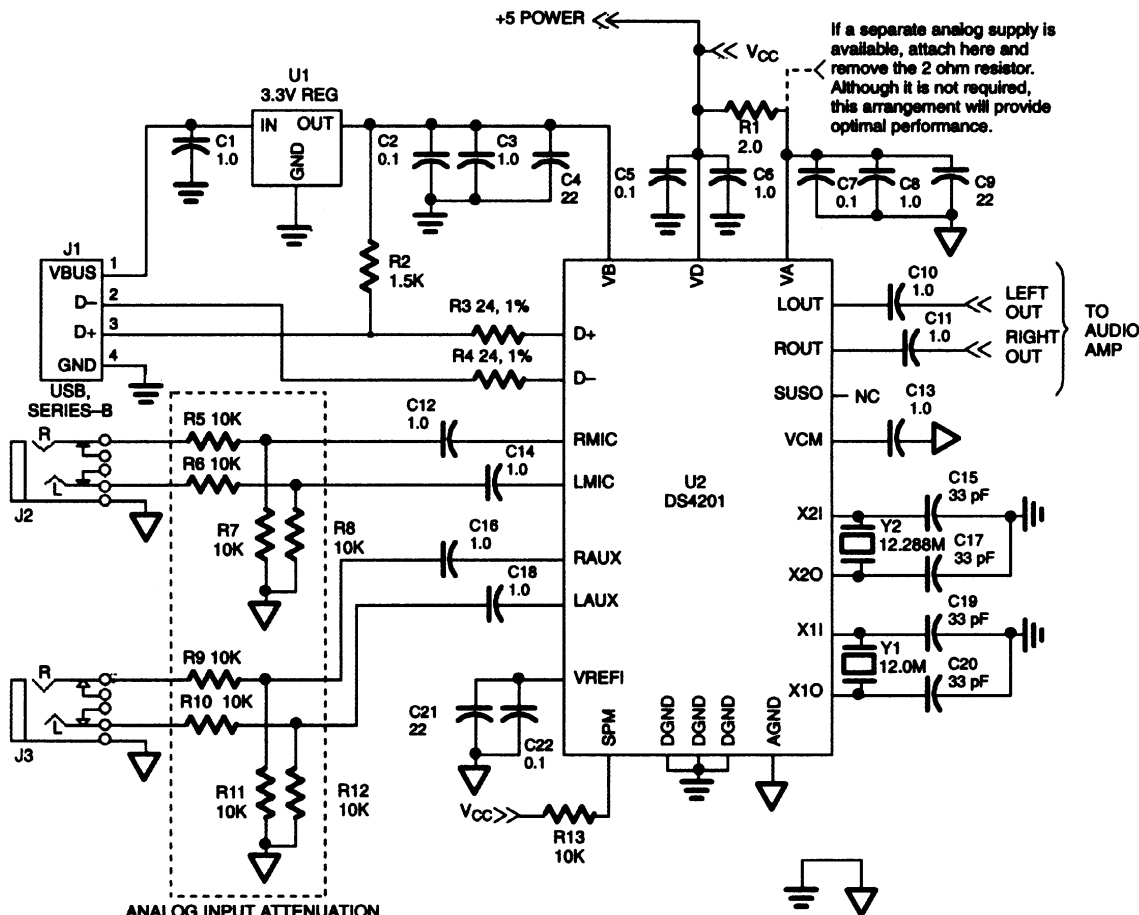 +5 POWER
VCC
If a separate analog supply is
available, attach here and
remove the 2 ohm resistor.
Although it is not required,
this arrangement will provide
optimal performance.
U1
3.3V REG
IN OUT
GND
C1
1.0
C2
0.1
C3
1.0
C4
22
R1
2.0
C5
0.1
C6
1.0
C7
0.1
C8
1.0
C9
22
J1
VBUS 1
D– 2
D+ 3
GND 4
USB,
SERIES–B
R2
1.5K
R3 24, 1%
R4 24, 1%
VB
VD
VA
D+
D–
RMIC
LMIC
RAUX
LAUX
VREFI
SPM
DGND
DGND
DGND
AGND
U2
DS4201
LOUT
ROUT
SUSO
NC
VCM
X2I
X2O
X1I
X1O
C10
1.0
LEFT
OUT
C11
1.0
RIGHT
OUT
TO
AUDIO
AMP
C13
1.0
C15
33 pF
Y2
12.288M
C17
33 pF
C19
33 pF
Y1
12.0M
C20
33 pF
R
L
J2
R5 10K
R6 10K
R7
10K
R8
10K
C12
1.0
C14
1.0
C16
1.0
C18
1.0
R
L
J3
R9 10K
R10 10K
R11
10K
R12
10K
C21
22
C22
0.1
VCC
R13
10K
ANALOG INPUT ATTENUATION